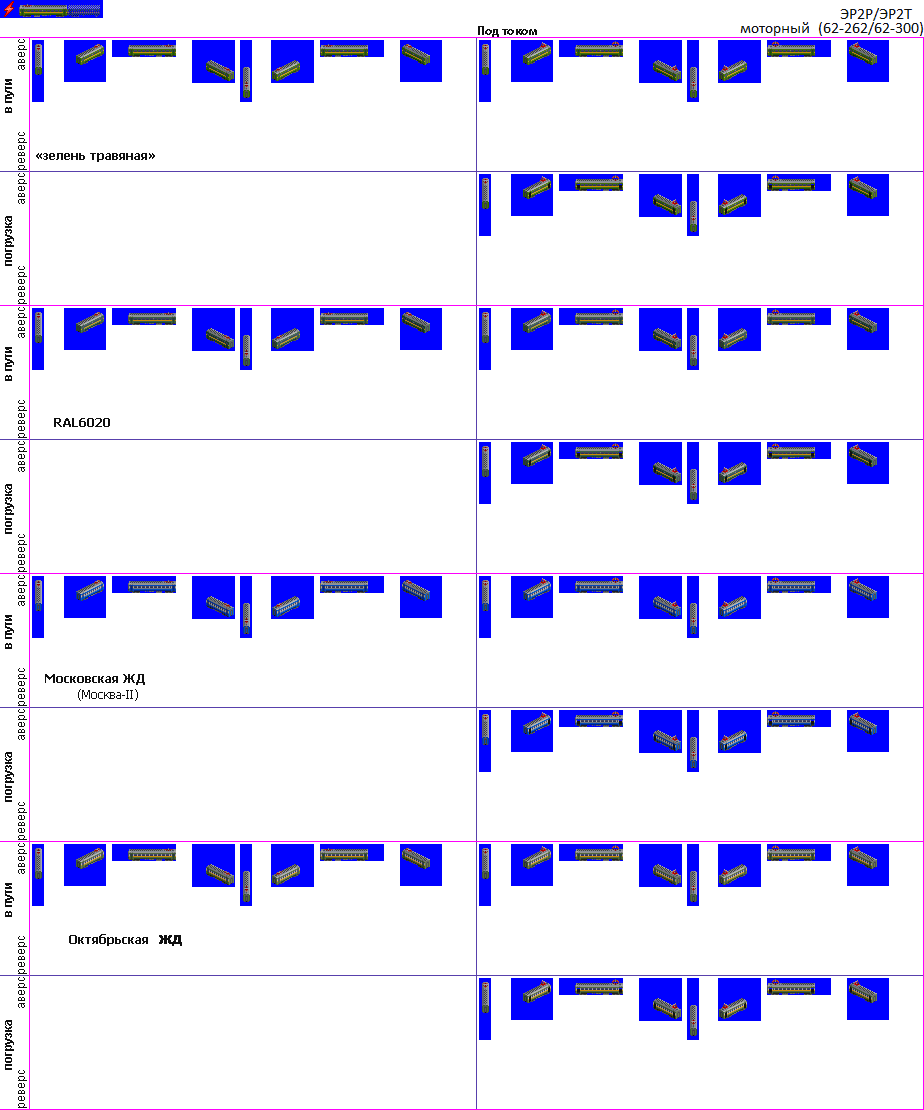 ЭР2Р/ЭР2Т
Под током
моторный (62-262/62-300)
аверс
в пути
реверс
«зелень травяная»
аверс
погрузка
реверс
аверс
в пути
реверс
RAL6020
аверс
погрузка
реверс
аверс
в пути
реверс
Московская ЖД
(Москва-II)
аверс
погрузка
реверс
аверс
в пути
реверс
Октябрьская ЖД
аверс
погрузка
реверс